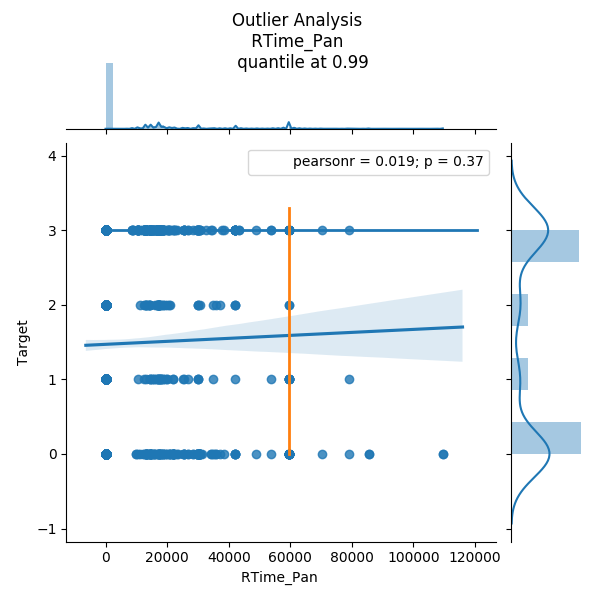 Outlier Analysis
RTime_Pan
quantile at 0.99
pearsonr = 0.019; p = 0.37
4
3
2
1
0
−1
Target
0 20000 40000 60000 80000 100000 120000
RTime_Pan